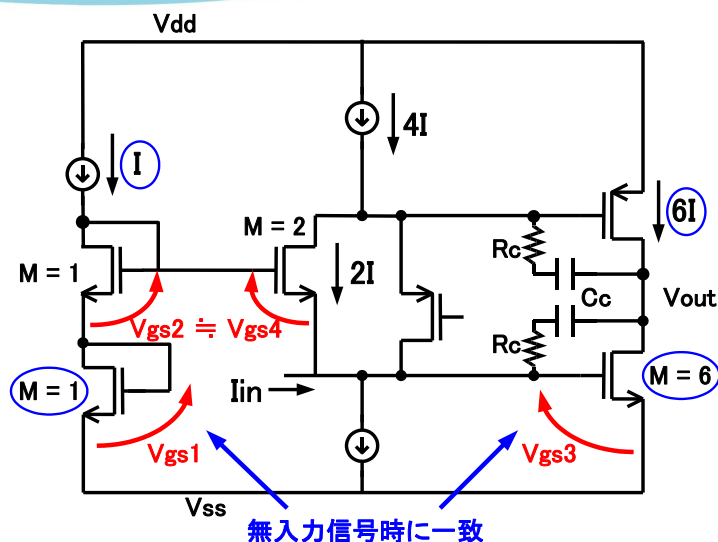 Vdd
4I
I
6I
M = 2
Rc
M = 1
2I
Cc
Vout
Vgs2 ≒ Vgs4
Rc
M = 1
Iin
M = 6
Vgs1
Vgs3
Vss
無入力信号時に一致